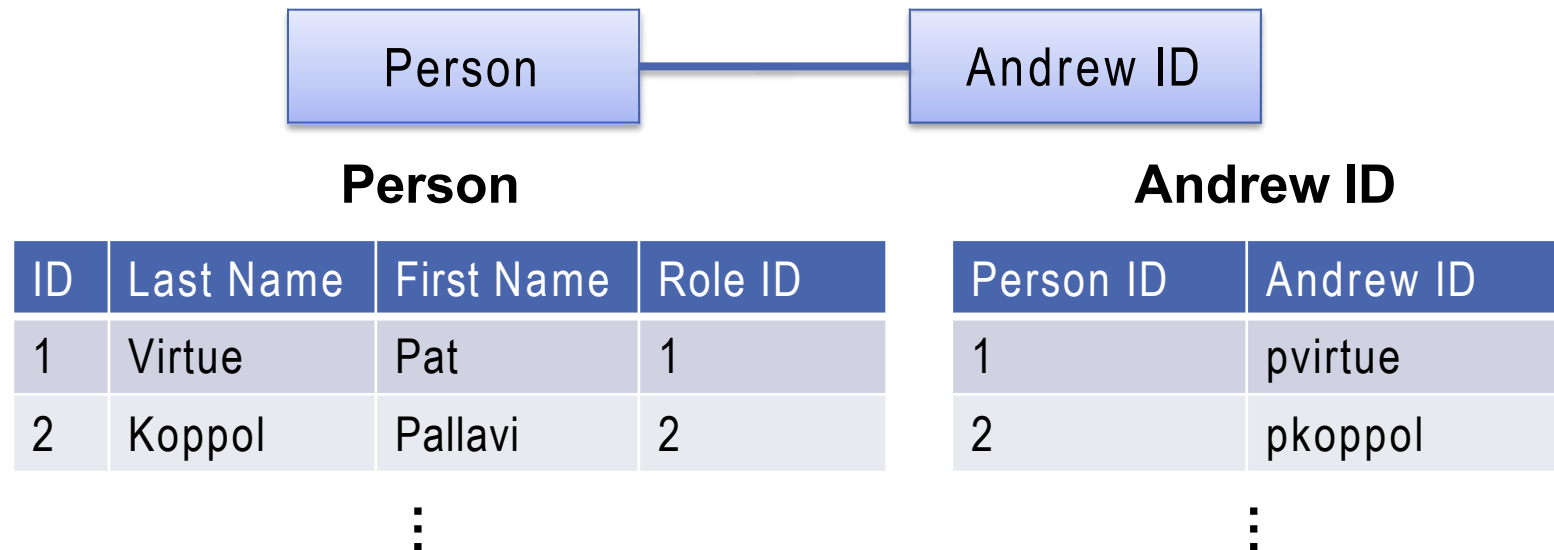 Person Andrew ID
Person Andrew ID
ID Last Name First Name Role ID Person ID Andrew ID
1 Virtue Pat 1 1 pvirtue
2 Koppol Pallavi 2 2 pkoppol
⋮ ⋮